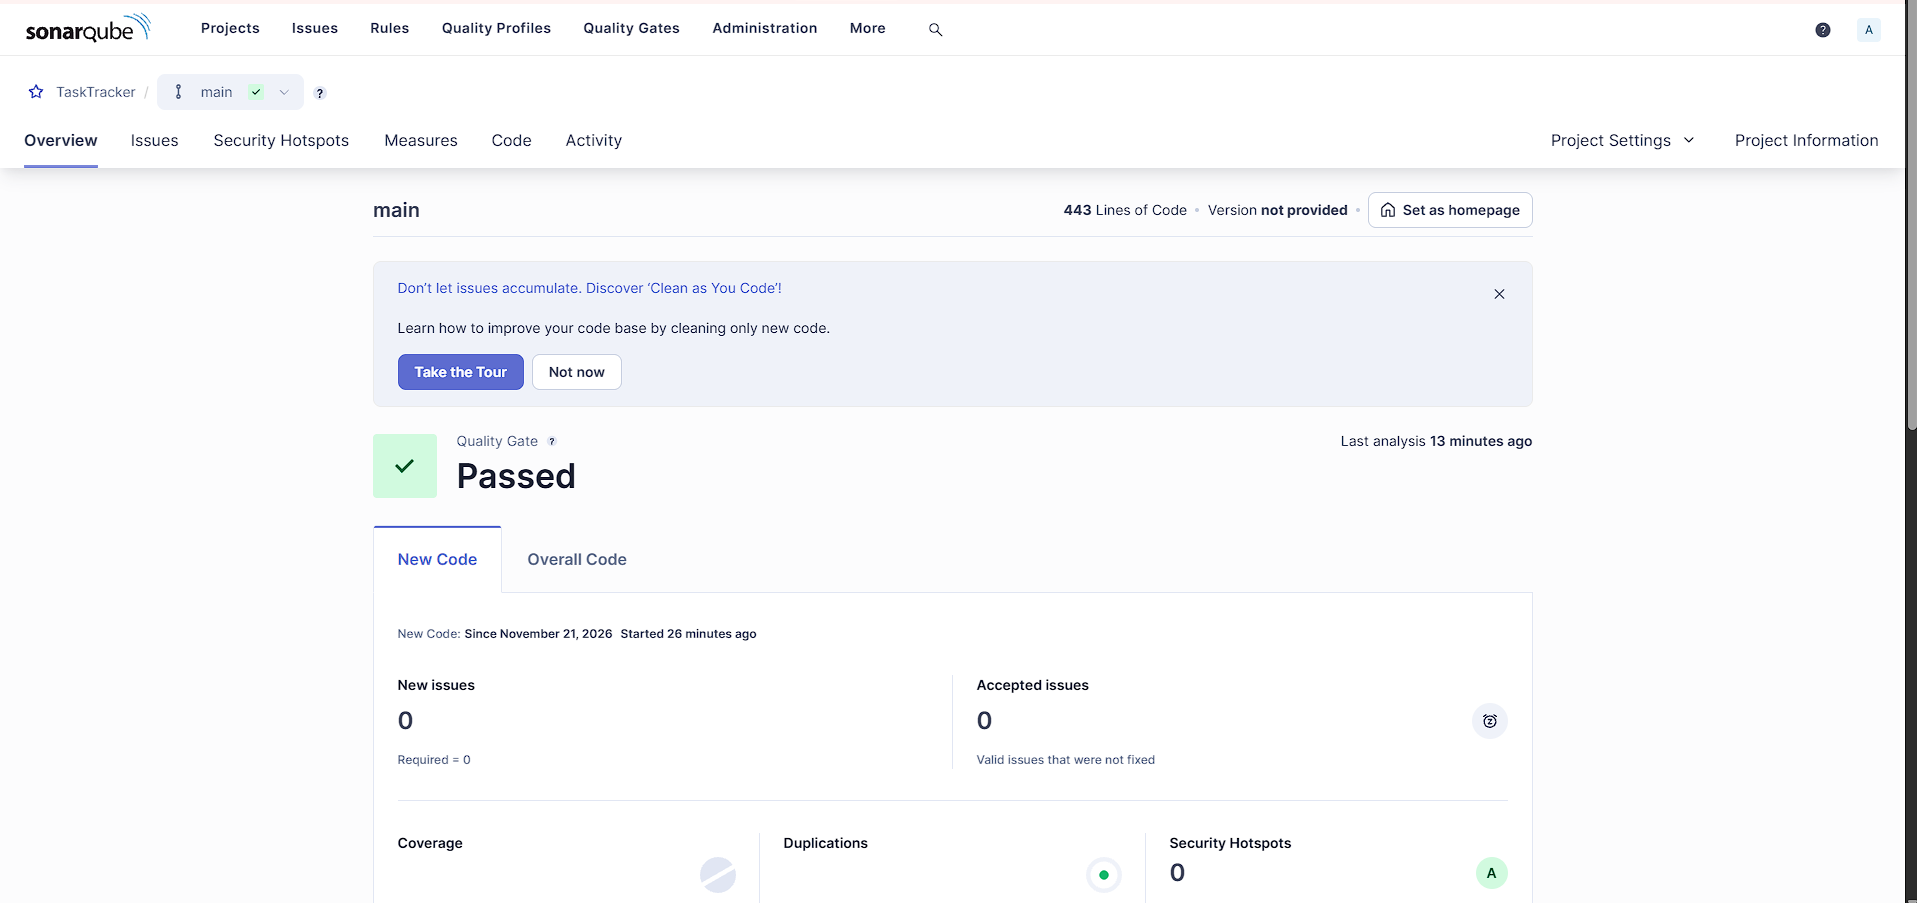 sonarqube Projects Issues Rules Quality Profiles Quality Gates Administration More ? A
TaskTracker / main ?
Overview Issues Security Hotspots Measures Code Activity Project Settings Project Information
main 443 Lines of Code • Version not provided • Set as homepage
Don’t let issues accumulate. Discover ‘Clean as You Code’!
Learn how to improve your code base by cleaning only new code.
Take the Tour Not now
Quality Gate ? Last analysis 13 minutes ago
Passed
New Code Overall Code
New Code: Since November 21, 2026 Started 26 minutes ago
New issues Accepted issues
0 0
Required = 0 Valid issues that were not fixed
Coverage Duplications Security Hotspots
0 A